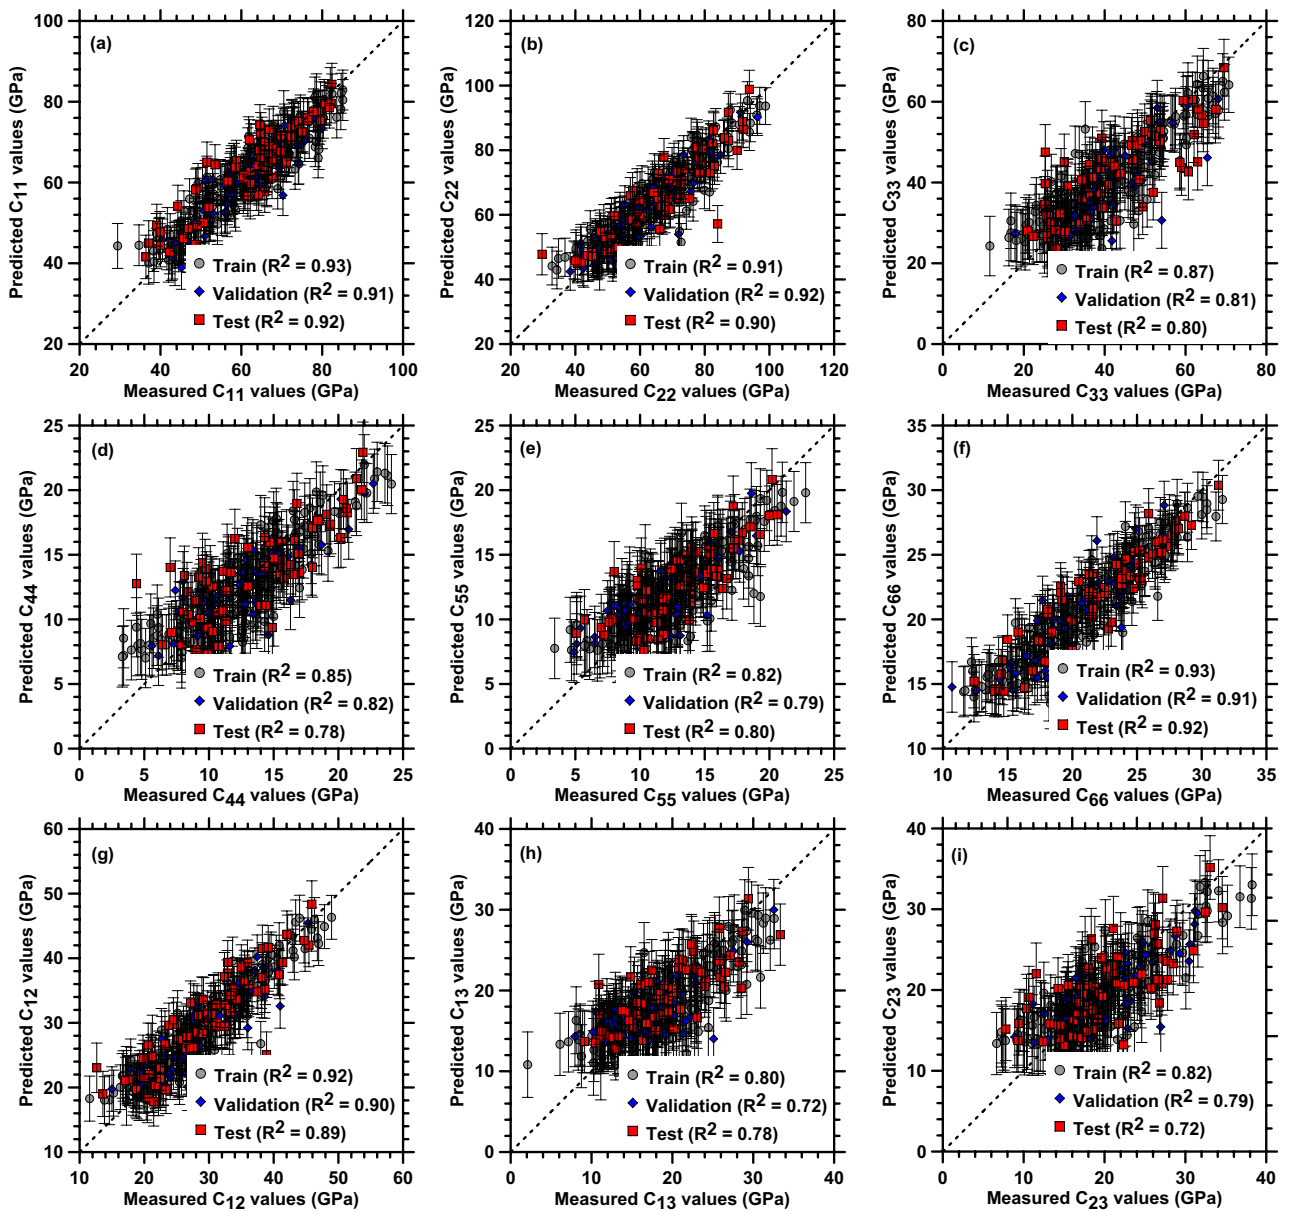 (a)
Predicted C11 values (GPa)
100
80
60
40
20
Train (R2 = 0.93)
Validation (R2 = 0.91)
Test (R2 = 0.92)
20 40 60 80 100
Measured C11 values (GPa)
(b)
Predicted C22 values (GPa)
120
100
80
60
40
20
Train (R2 = 0.91)
Validation (R2 = 0.92)
Test (R2 = 0.90)
20 40 60 80 100 120
Measured C22 values (GPa)
(c)
Predicted C33 values (GPa)
80
60
40
20
0
Train (R2 = 0.87)
Validation (R2 = 0.81)
Test (R2 = 0.80)
0 20 40 60 80
Measured C33 values (GPa)
(d)
Predicted C44 values (GPa)
25
20
15
10
5
0
Train (R2 = 0.85)
Validation (R2 = 0.82)
Test (R2 = 0.78)
0 5 10 15 20 25
Measured C44 values (GPa)
(e)
Predicted C55 values (GPa)
25
20
15
10
5
0
Train (R2 = 0.82)
Validation (R2 = 0.79)
Test (R2 = 0.80)
0 5 10 15 20 25
Measured C55 values (GPa)
(f)
Predicted C66 values (GPa)
35
30
25
20
15
10
Train (R2 = 0.93)
Validation (R2 = 0.91)
Test (R2 = 0.92)
10 15 20 25 30 35
Measured C66 values (GPa)
(g)
Predicted C12 values (GPa)
60
50
40
30
20
10
Train (R2 = 0.92)
Validation (R2 = 0.90)
Test (R2 = 0.89)
10 20 30 40 50 60
Measured C12 values (GPa)
(h)
Predicted C13 values (GPa)
40
30
20
10
0
Train (R2 = 0.80)
Validation (R2 = 0.72)
Test (R2 = 0.78)
0 10 20 30 40
Measured C13 values (GPa)
(i)
Predicted C23 values (GPa)
40
30
20
10
0
Train (R2 = 0.82)
Validation (R2 = 0.79)
Test (R2 = 0.72)
0 10 20 30 40
Measured C23 values (GPa)